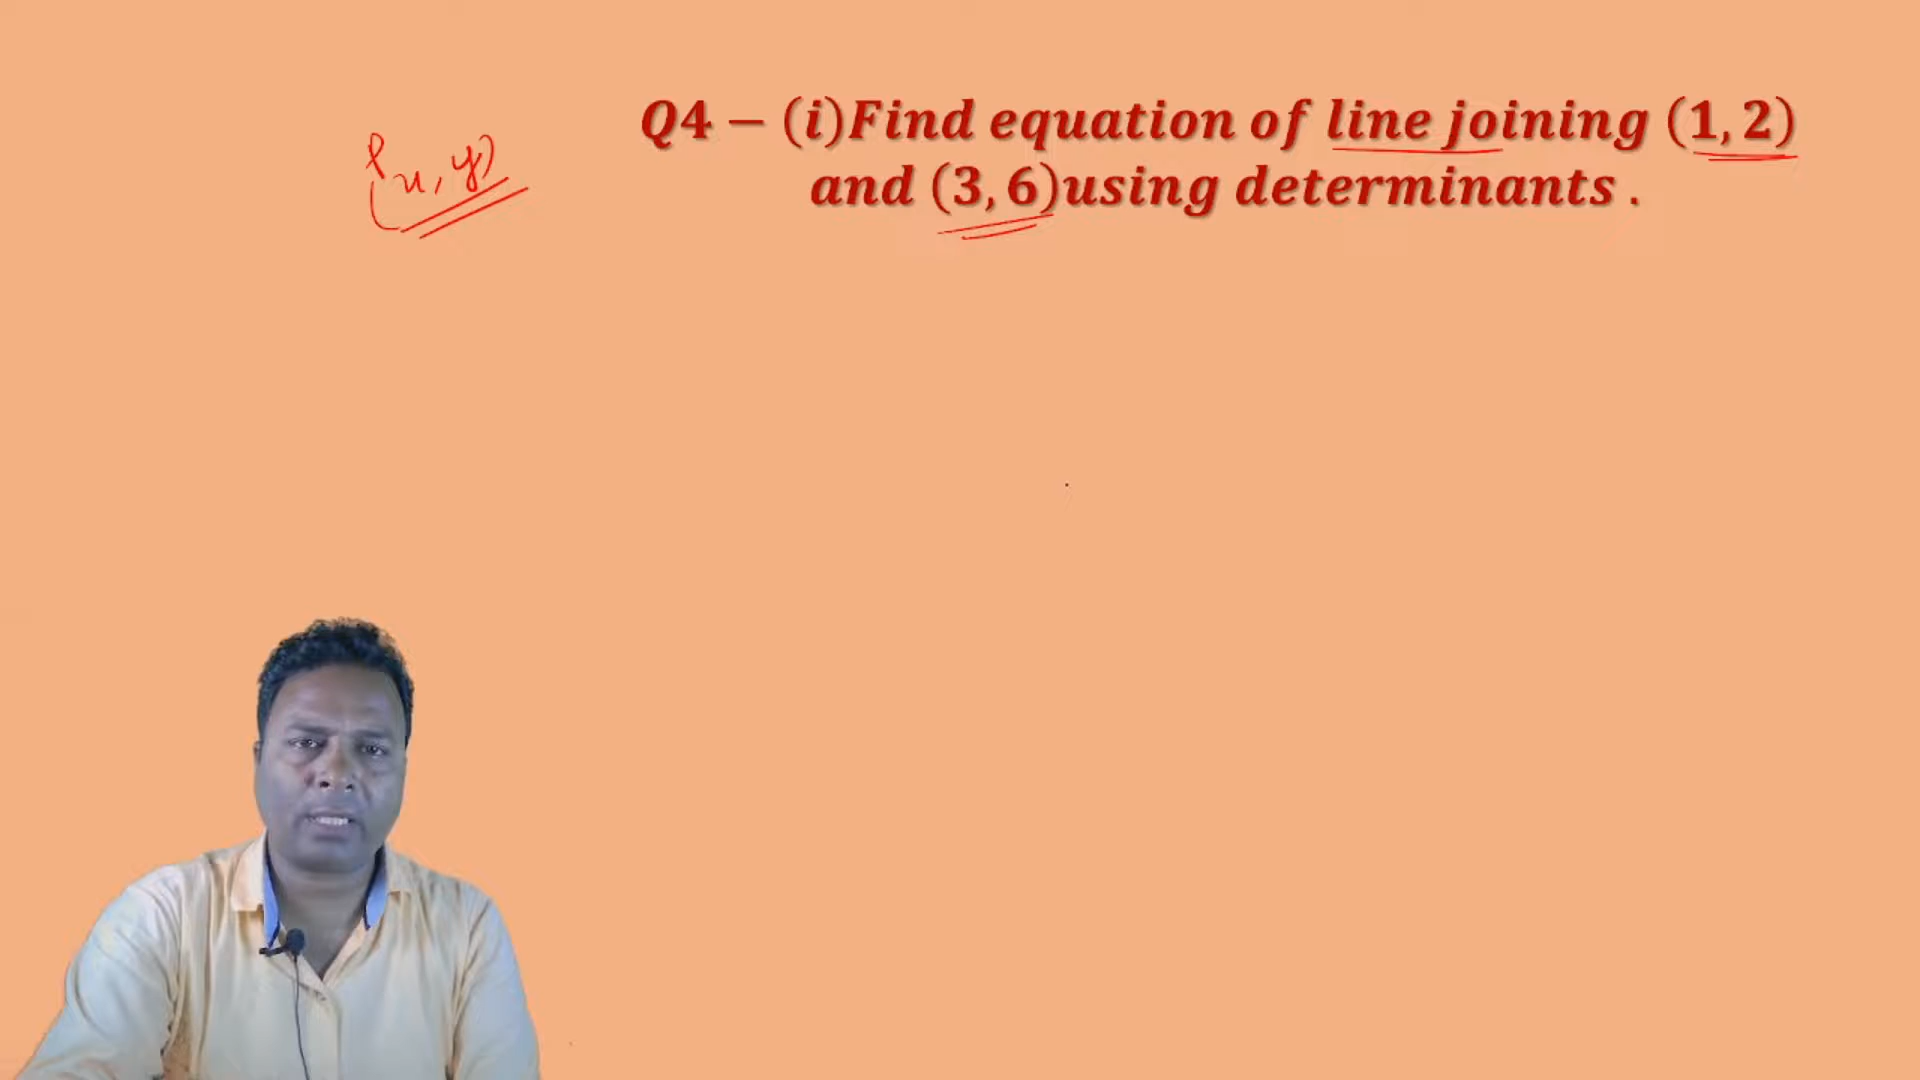 Q4 – (i)Find equation of line joining (1, 2)
and (3, 6)using determinants .
P(x, y)